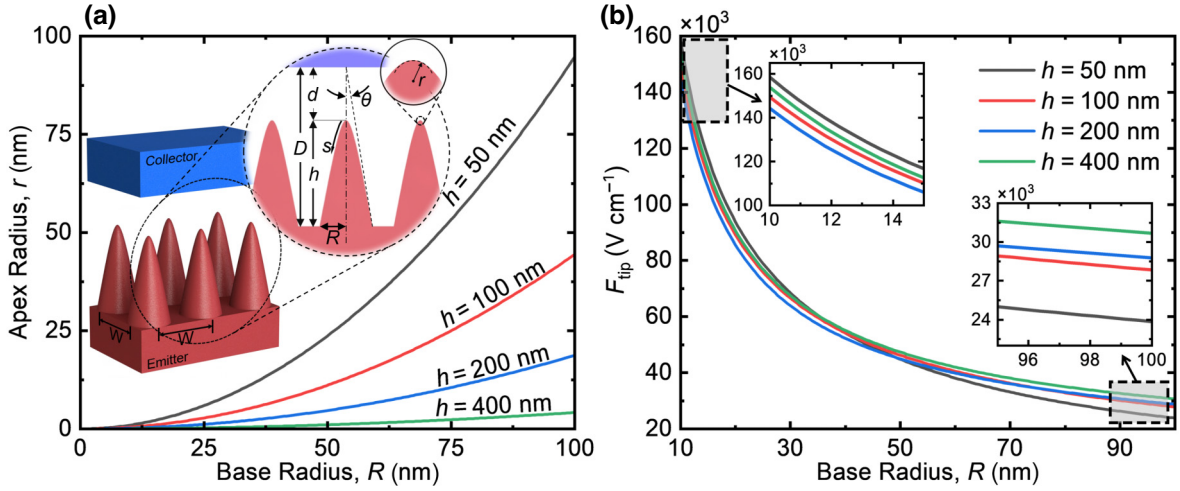 (a)
100
75
50
25
0
0
25
50
75
100
Apex Radius, r (nm)
Base Radius, R (nm)
h = 50 nm
h = 100 nm
h = 200 nm
h = 400 nm
Collector
Emitter
W
W
D
d
h
s
R
θ
r
(b)
×10³
160
140
120
100
80
60
40
20
10
30
50
70
90
F_tip (V cm⁻¹)
Base Radius, R (nm)
h = 50 nm
h = 100 nm
h = 200 nm
h = 400 nm
×10³
160
140
120
100
10
12
14
×10³
33
30
27
24
96
98
100